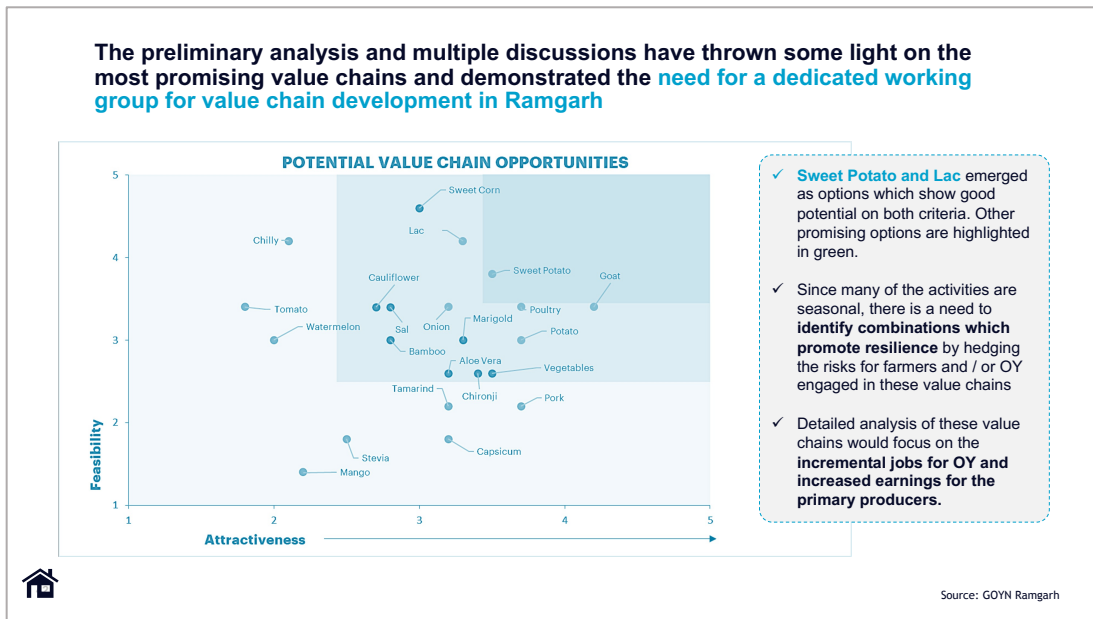 The preliminary analysis and multiple discussions have thrown some light on the
most promising value chains and demonstrated the need for a dedicated working
group for value chain development in Ramgarh
POTENTIAL VALUE CHAIN OPPORTUNITIES
5
4
3
2
1
Feasibility
Sweet Corn
Chilly
Lac
Sweet Potato
Cauliflower
Goat
Tomato
Sal
Onion
Poultry
Watermelon
Marigold
Potato
Bamboo
Aloe Vera
Vegetables
Tamarind
Chironji
Pork
Capsicum
Stevia
Mango
1
2
3
4
5
Attractiveness
✓ Sweet Potato and Lac emerged
as options which show good
potential on both criteria. Other
promising options are highlighted
in green.
✓ Since many of the activities are
seasonal, there is a need to
identify combinations which
promote resilience by hedging
the risks for farmers and / or OY
engaged in these value chains
✓ Detailed analysis of these value
chains would focus on the
incremental jobs for OY and
increased earnings for the
primary producers.
Source: GOYN Ramgarh